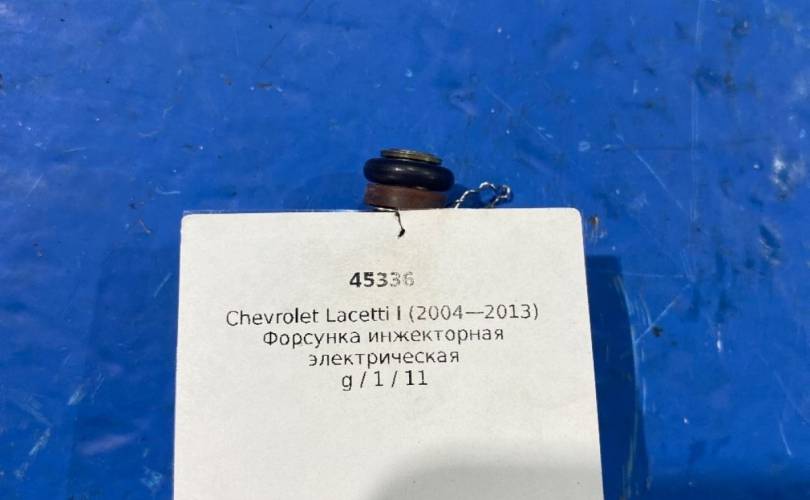 45336
Chevrolet Lacetti I (2004—2013)
Форсунка инжекторная
электрическая
g / 1 / 11